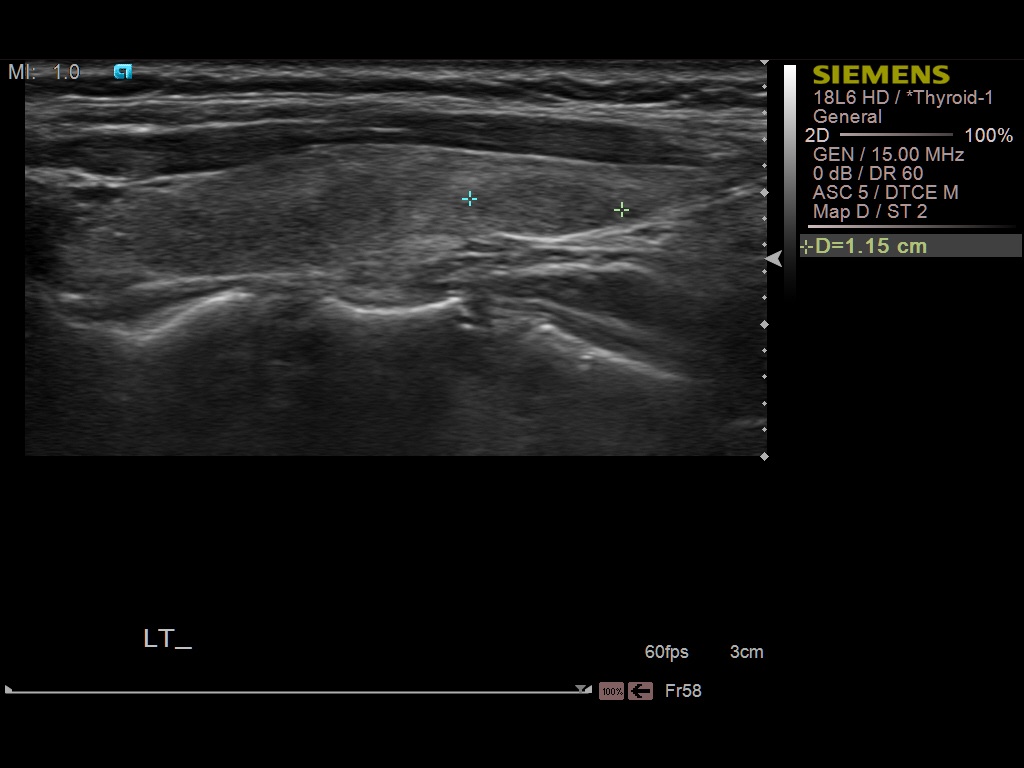 MI: 1.0
SIEMENS
18L6 HD / *Thyroid-1
General
2D 100%
GEN / 15.00 MHz
0 dB / DR 60
ASC 5 / DTCE M
Map D / ST 2
D=1.15 cm
LT_
60fps 3cm
100% Fr58